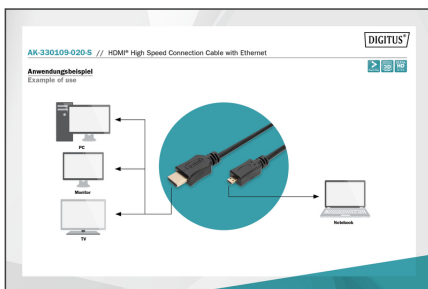 DIGITUS®
AK-330109-020-S // HDMI® High Speed Connection Cable with Ethernet
Anwendungsbeispiel
Example of use
PC
Monitor
TV
Notebook